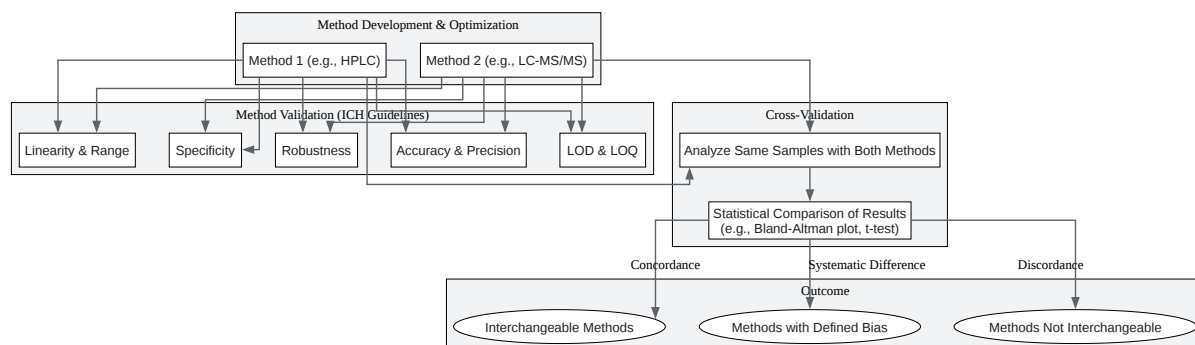 Method Development & Optimization
Method 1 (e.g., HPLC)
Method 2 (e.g., LC-MS/MS)
Method Validation (ICH Guidelines)
Linearity & Range
Specificity
Robustness
Accuracy & Precision
LOD & LOQ
Cross-Validation
Analyze Same Samples with Both Methods
Statistical Comparison of Results
(e.g., Bland-Altman plot, t-test)
Concordance
Systematic Difference
Discordance
Outcome
Interchangeable Methods
Methods with Defined Bias
Methods Not Interchangeable